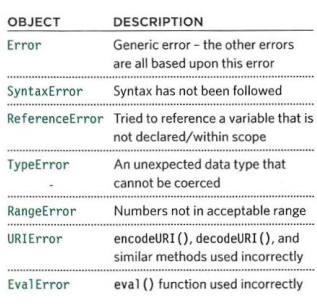 OBJECT DESCRIPTION
Error Generic error – the other errors
are all based upon this error
SyntaxError Syntax has not been followed
ReferenceError Tried to reference a variable that is
not declared/within scope
TypeError An unexpected data type that
cannot be coerced
RangeError Numbers not in acceptable range
URIError encodeURI(), decodeURI(), and
similar methods used incorrectly
EvalError eval() function used incorrectly